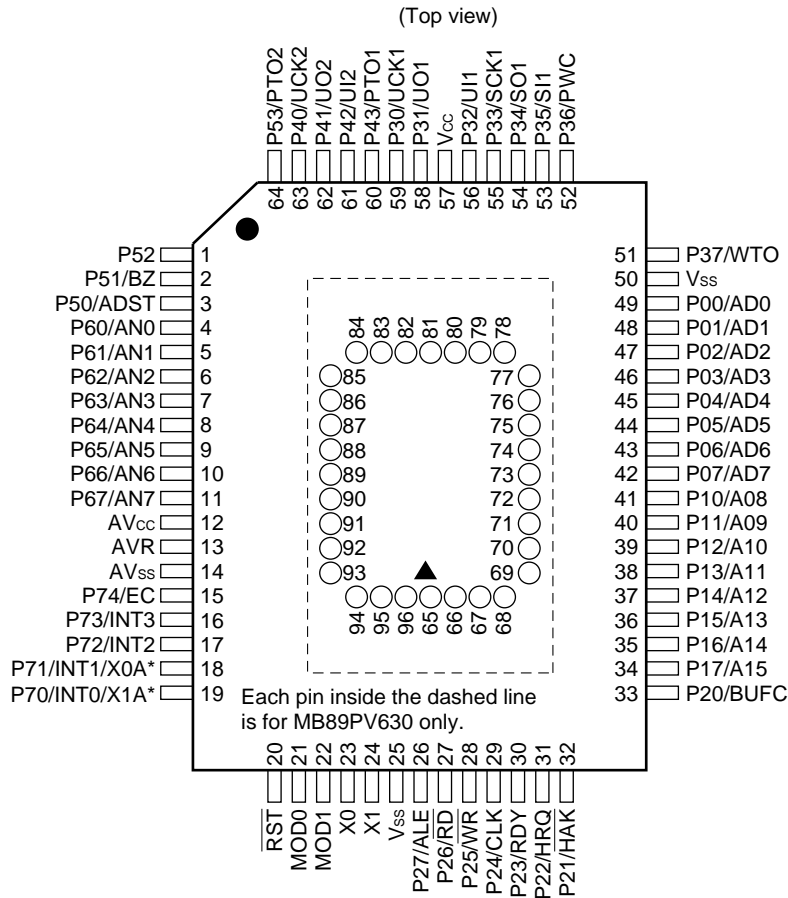 (Top view)
P53/PTO2
P40/UCK2
P41/UO2
P42/UI2
P43/PTO1
P30/UCK1
P31/UO1
Vcc
P32/UI1
P33/SCK1
P34/SO1
P35/SI1
P36/PWC
64 63 62 61 60 59 58 57 56 55 54 53 52
P52 1
P51/BZ 2
P50/ADST 3
P60/AN0 4
P61/AN1 5
P62/AN2 6
P63/AN3 7
P64/AN4 8
P65/AN5 9
P66/AN6 10
P67/AN7 11
AVcc 12
AVR 13
AVss 14
P74/EC 15
P73/INT3 16
P72/INT2 17
P71/INT1/X0A* 18
P70/INT0/X1A* 19
84 83 82 81 80 79 78
85 77
86 76
87 75
88 74
89 73
90 72
91 71
92 70
93 69
94 95 96 65 66 67 68
51 P37/WTO
50 Vss
49 P00/AD0
48 P01/AD1
47 P02/AD2
46 P03/AD3
45 P04/AD4
44 P05/AD5
43 P06/AD6
42 P07/AD7
41 P10/A08
40 P11/A09
39 P12/A10
38 P13/A11
37 P14/A12
36 P15/A13
35 P16/A14
34 P17/A15
33 P20/BUFC
Each pin inside the dashed line
is for MB89PV630 only.
20 21 22 23 24 25 26 27 28 29 30 31 32
RST
MOD0
MOD1
X0
X1
Vss
P27/ALE
P26/RD
P25/WR
P24/CLK
P23/RDY
P22/HRQ
P21/HAK